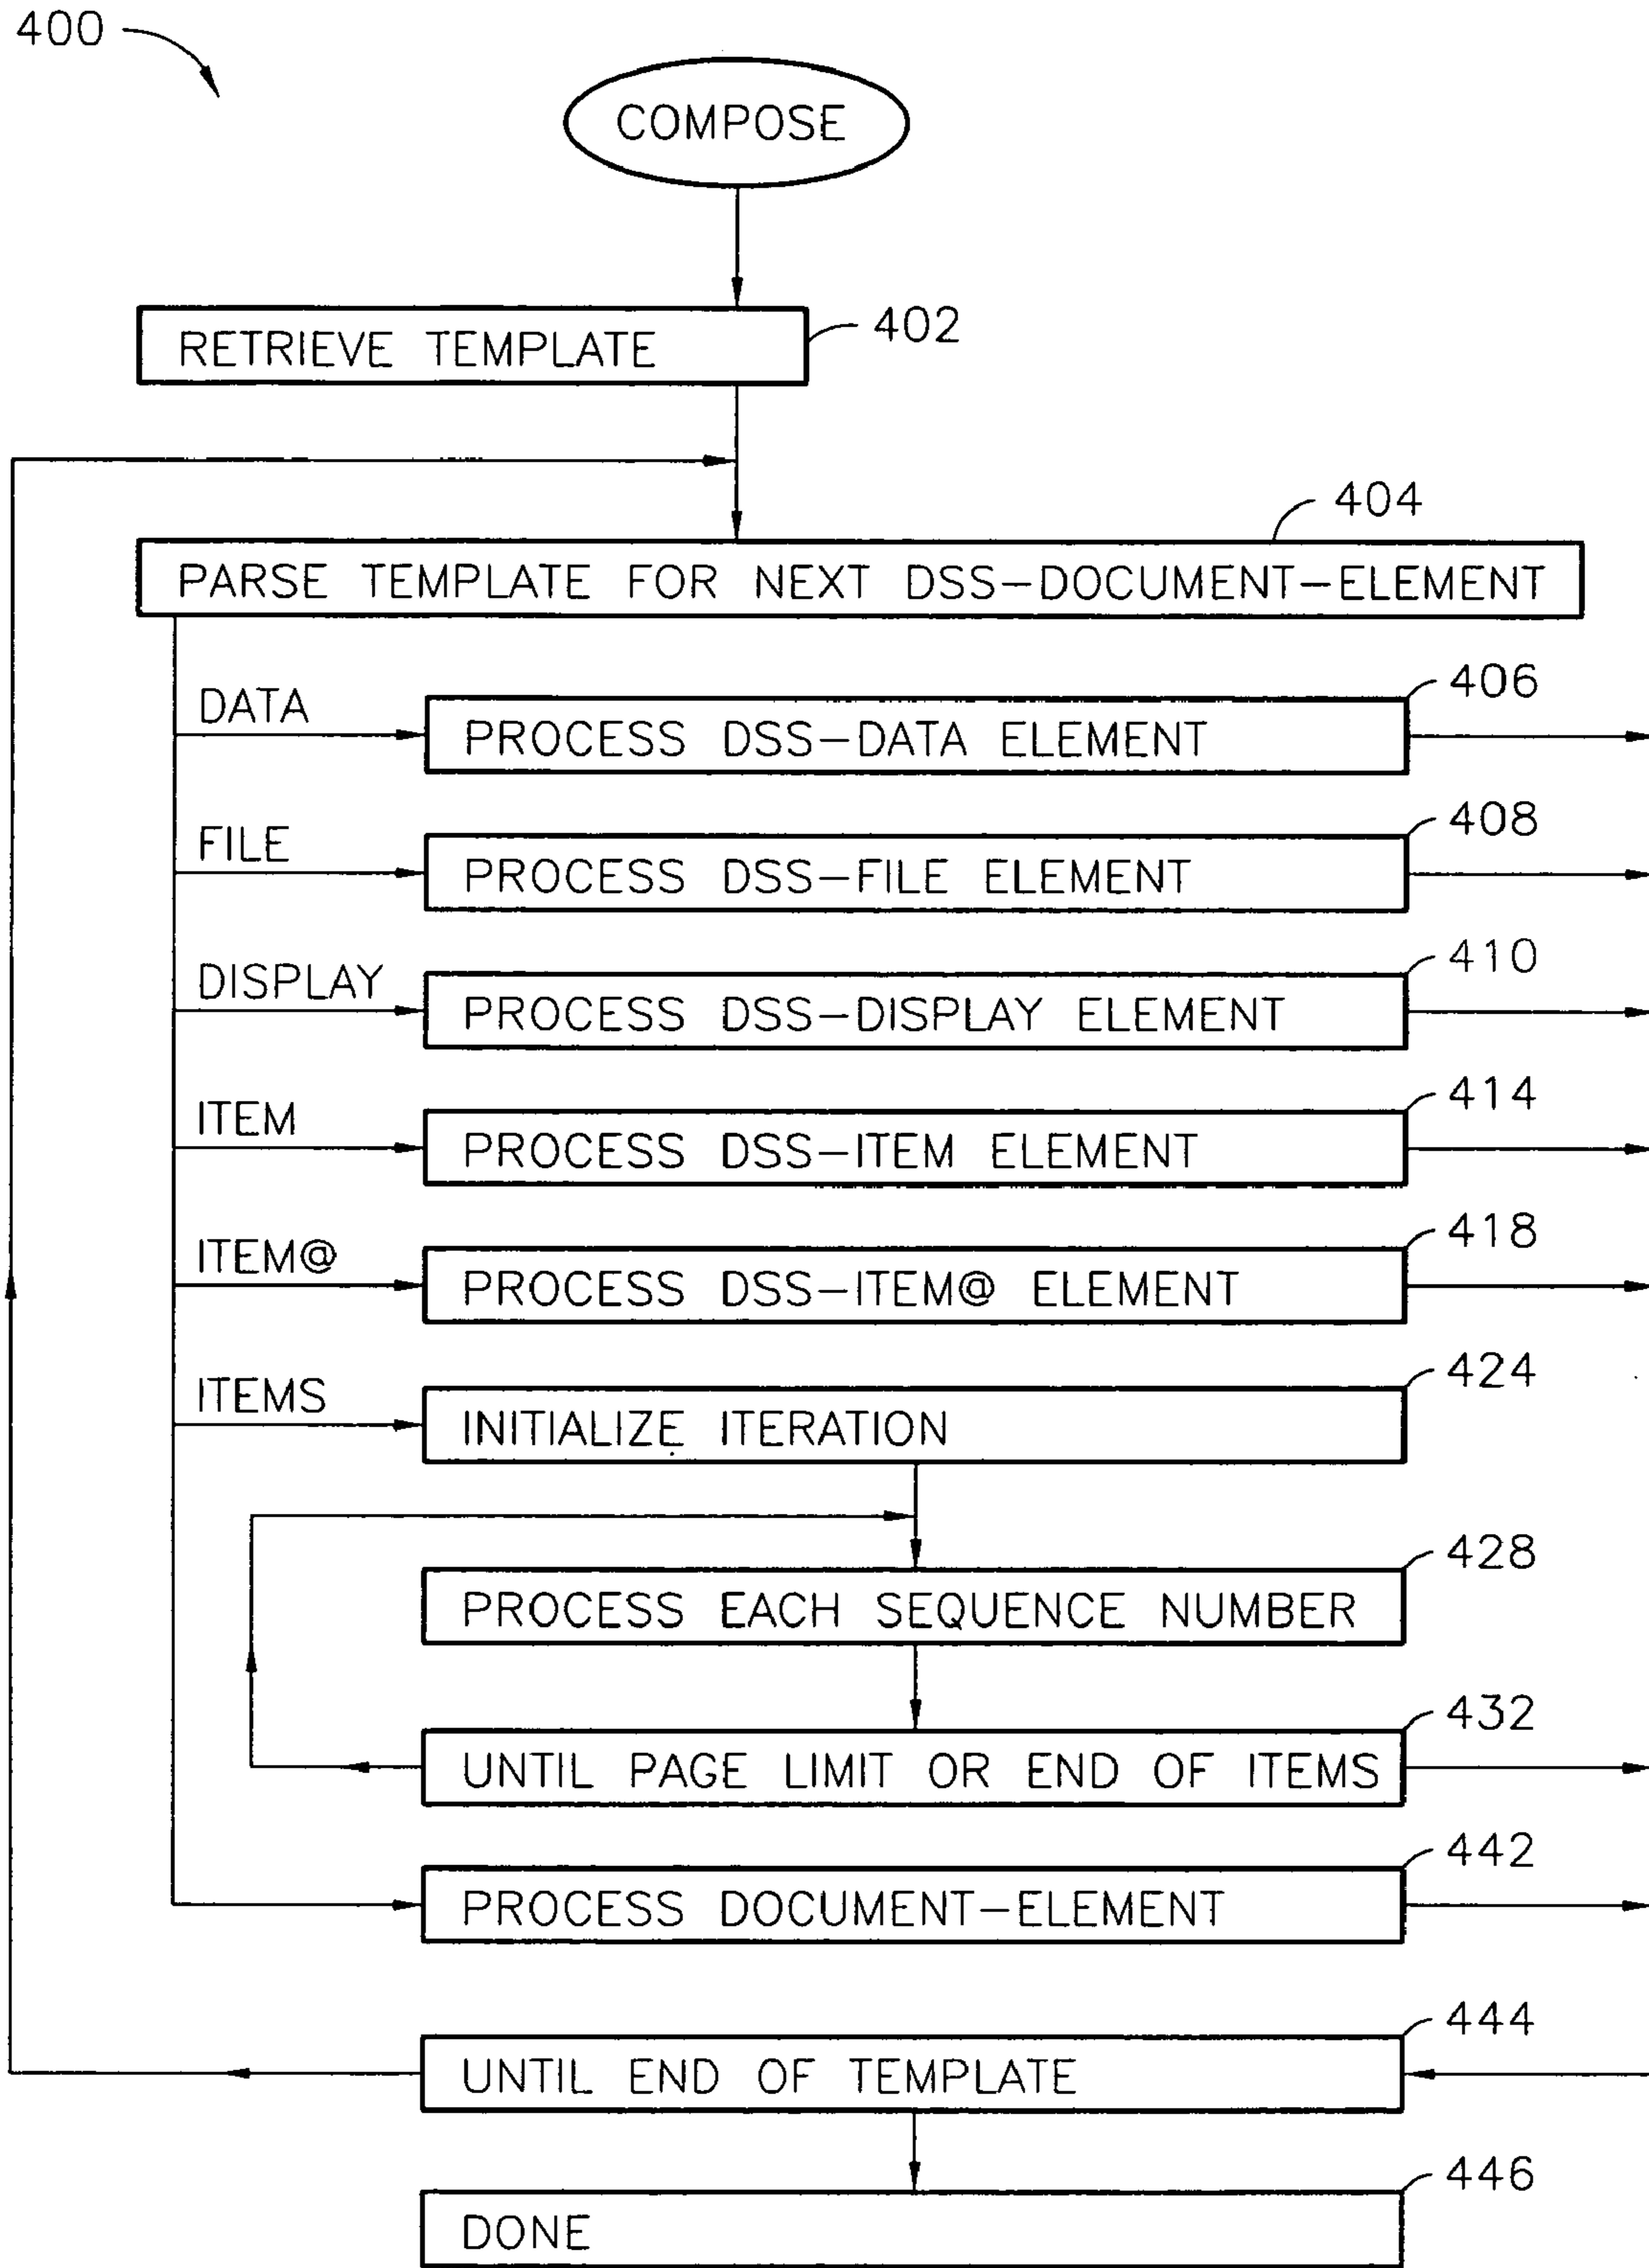 400
COMPOSE
RETRIEVE TEMPLATE
402
404
PARSE TEMPLATE FOR NEXT DSS-DOCUMENT-ELEMENT
DATA
PROCESS DSS-DATA ELEMENT
406
FILE
PROCESS DSS-FILE ELEMENT
408
DISPLAY
PROCESS DSS-DISPLAY ELEMENT
410
ITEM
PROCESS DSS-ITEM ELEMENT
414
ITEM@
PROCESS DSS-ITEM@ ELEMENT
418
ITEMS
INITIALIZE ITERATION
424
PROCESS EACH SEQUENCE NUMBER
428
UNTIL PAGE LIMIT OR END OF ITEMS
432
PROCESS DOCUMENT-ELEMENT
442
UNTIL END OF TEMPLATE
444
DONE
446